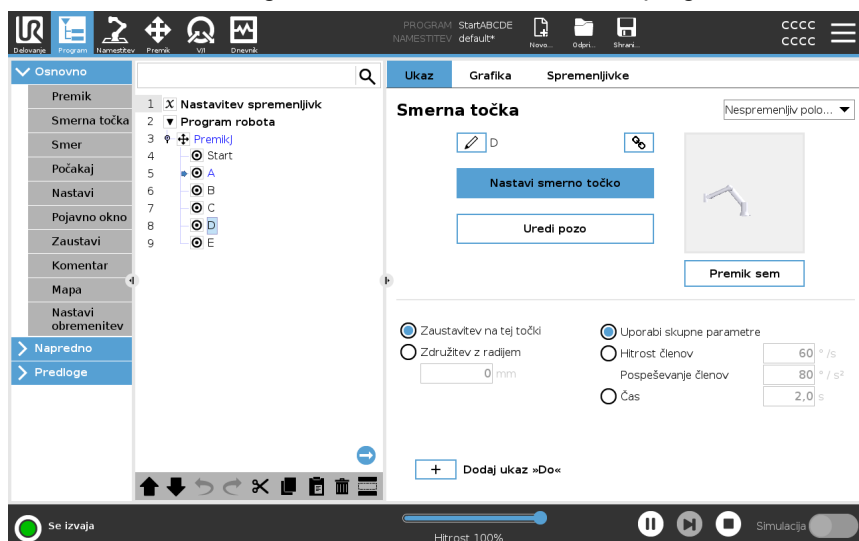 UR
PROGRAM StartABCDE
NAMESTITEV default*
Delovanje Program Namestitev Premik V/I Dnevnik
Novo... Odpri... Shrani...
cccc
cccc
Osnovno
Premik
Smerna točka
Smer
Počakaj
Nastavi
Pojavno okno
Zaustavi
Komentar
Mapa
Nastavi
obremenitev
Napredno
Predloge
1 X Nastavitev spremenljivk
2 Program robota
3 PremikJ
4 Start
5 A
6 B
7 C
8 D
9 E
Ukaz Grafika Spremenljivke
Smerna točka
Nespremenljiv polo...
D
Nastavi smerno točko
Uredi pozo
Premik sem
Zaustavitev na tej točki
Združitev z radijem
0 mm
Uporabi skupne parametre
Hitrost členov 60 ° /s
Pospeševanje členov 80 ° / s²
Čas 2,0 s
+ Dodaj ukaz »Do«
Se izvaja
Hitrost 100%
Simulacija